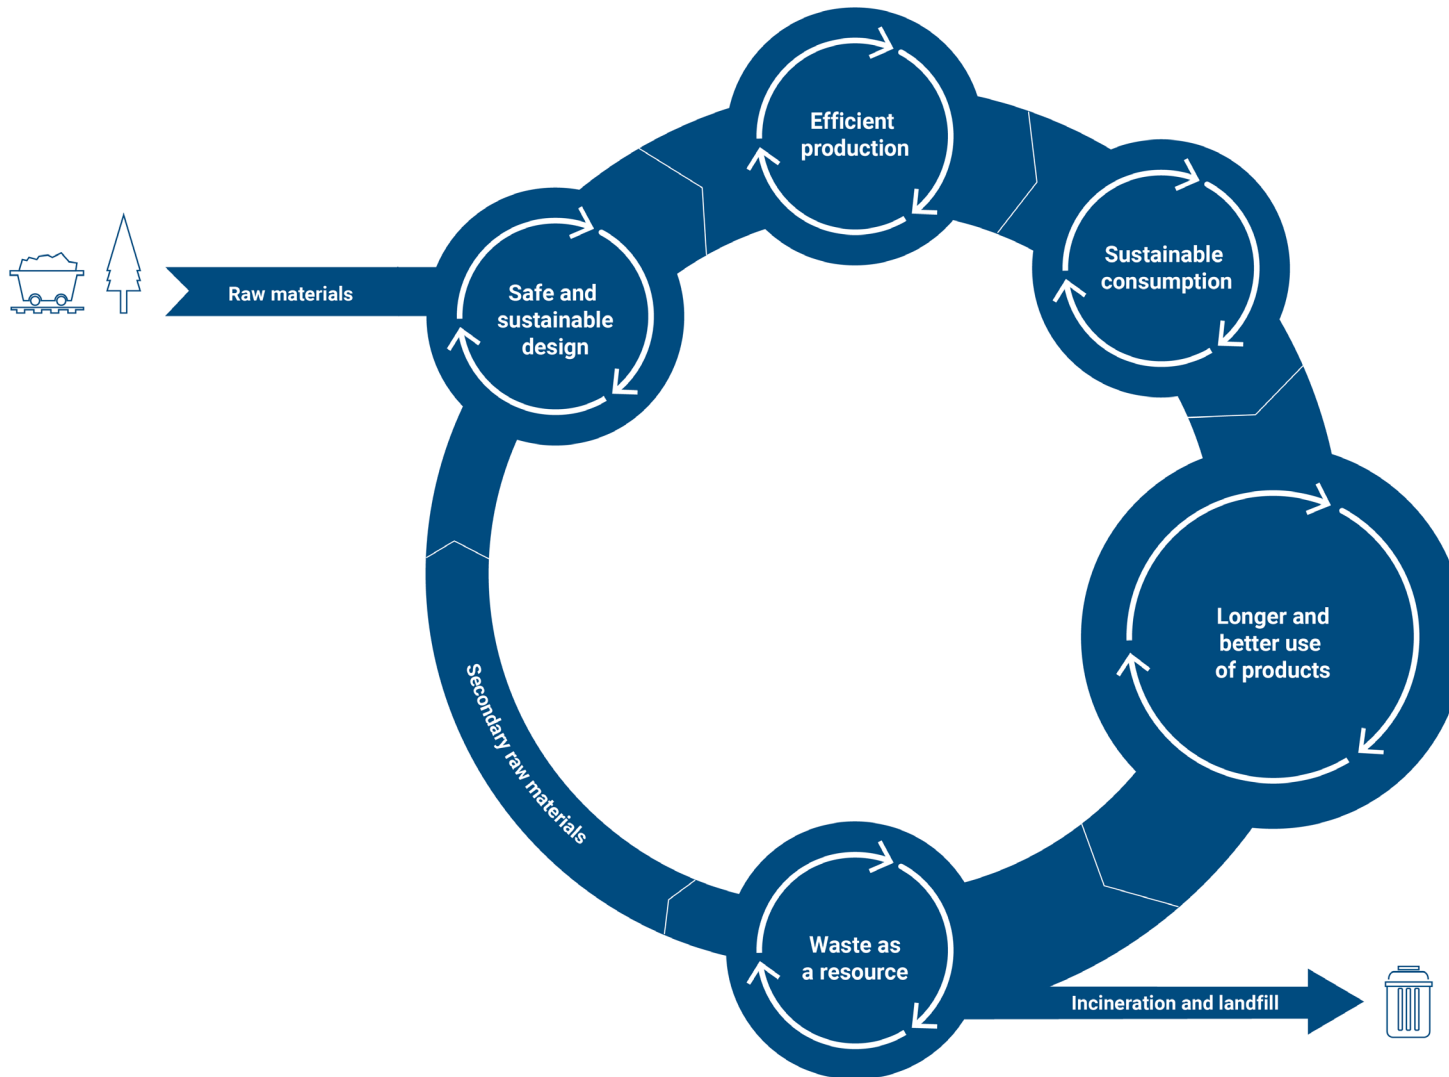 Efficient
production
Sustainable
consumption
Raw materials
Safe and
sustainable
design
Longer and
better use
of products
Secondary raw materials
Waste as
a resource
Incineration and landfill